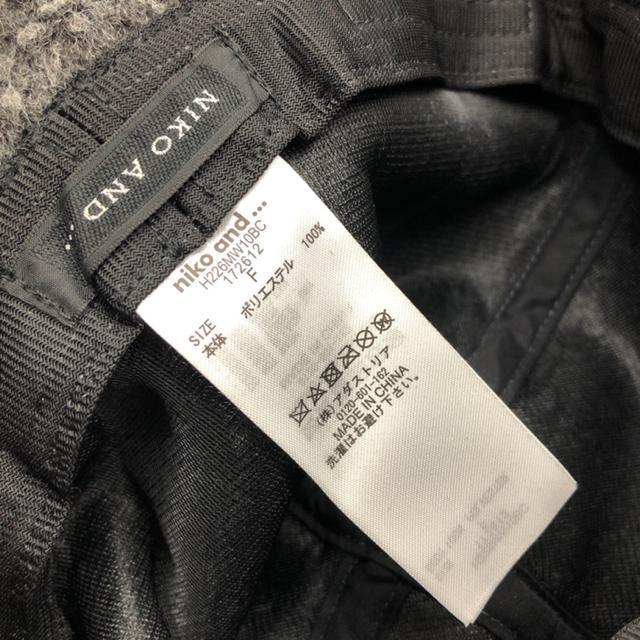 NIKO AND ...
niko and ...
H226MW109C
172612
SIZE F
本体 ポリエステル 100%
(株)アダストリア
0120-601-162
MADE IN CHINA
洗濯はお避け下さい。